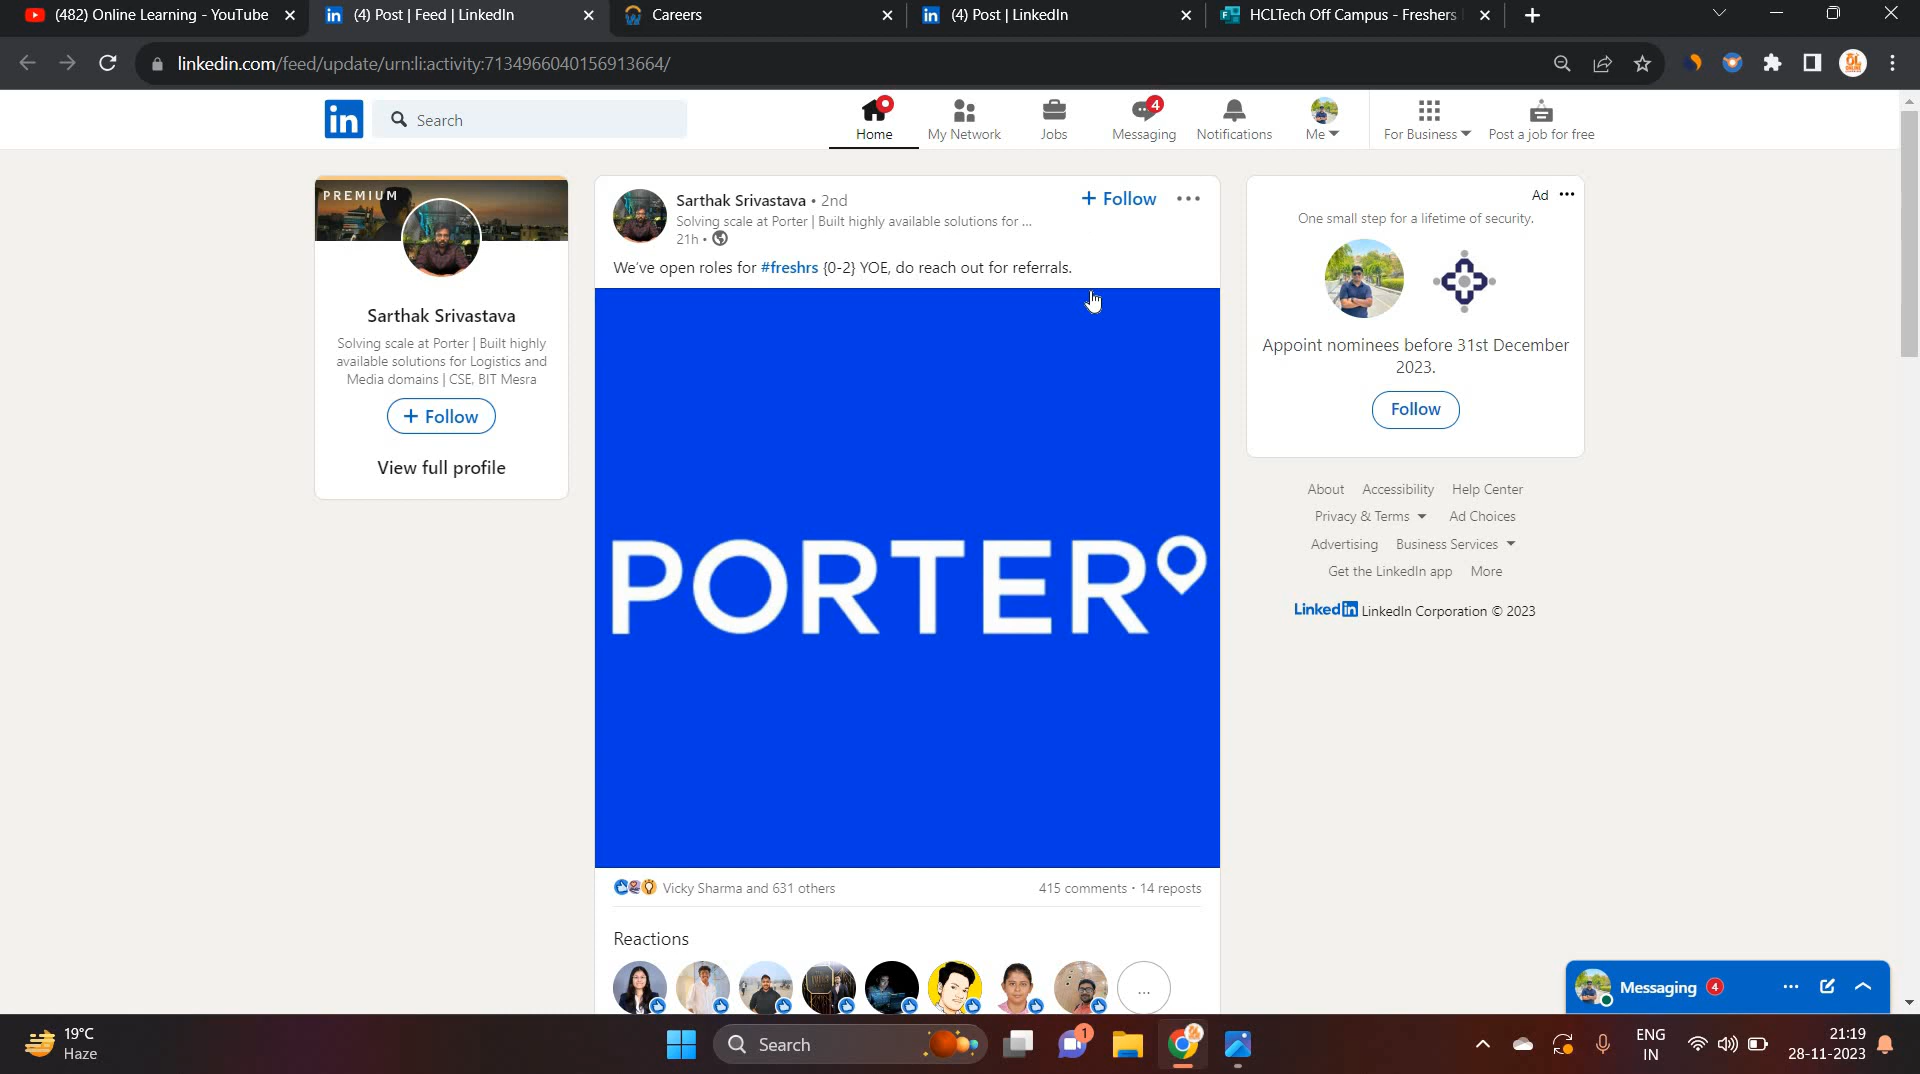 (482) Online Learning - YouTube
(4) Post | Feed | LinkedIn
Careers
(4) Post | LinkedIn
HCLTech Off Campus - Freshers
linkedin.com/feed/update/urn:li:activity:7134966040156913664/
in
Search
Home
My Network
Jobs
4
Messaging
Notifications
Me
For Business
Post a job for free
PREMIUM
Sarthak Srivastava
Solving scale at Porter | Built highly
available solutions for Logistics and
Media domains | CSE, BIT Mesra
+ Follow
View full profile
Sarthak Srivastava • 2nd
Solving scale at Porter | Built highly available solutions for ...
21h •
+ Follow
We've open roles for #freshrs {0-2} YOE, do reach out for referrals.
PORTER
Vicky Sharma and 631 others
415 comments • 14 reposts
Reactions
...
Ad
One small step for a lifetime of security.
Appoint nominees before 31st December
2023.
Follow
About Accessibility Help Center
Privacy & Terms Ad Choices
Advertising Business Services
Get the LinkedIn app More
LinkedIn LinkedIn Corporation © 2023
Messaging 4
19°C
Haze
Search
1
ENG
IN
21:19
28-11-2023